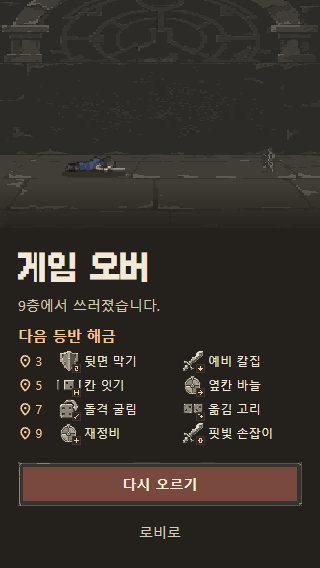 게임 오버
9층에서 쓰러졌습니다.
다음 등반 해금
3 뒷면 막기 예비 칼집
5 칸 잇기 옆칸 바늘
7 돌격 굴림 옮김 고리
9 재정비 핏빛 손잡이
다시 오르기
로비로